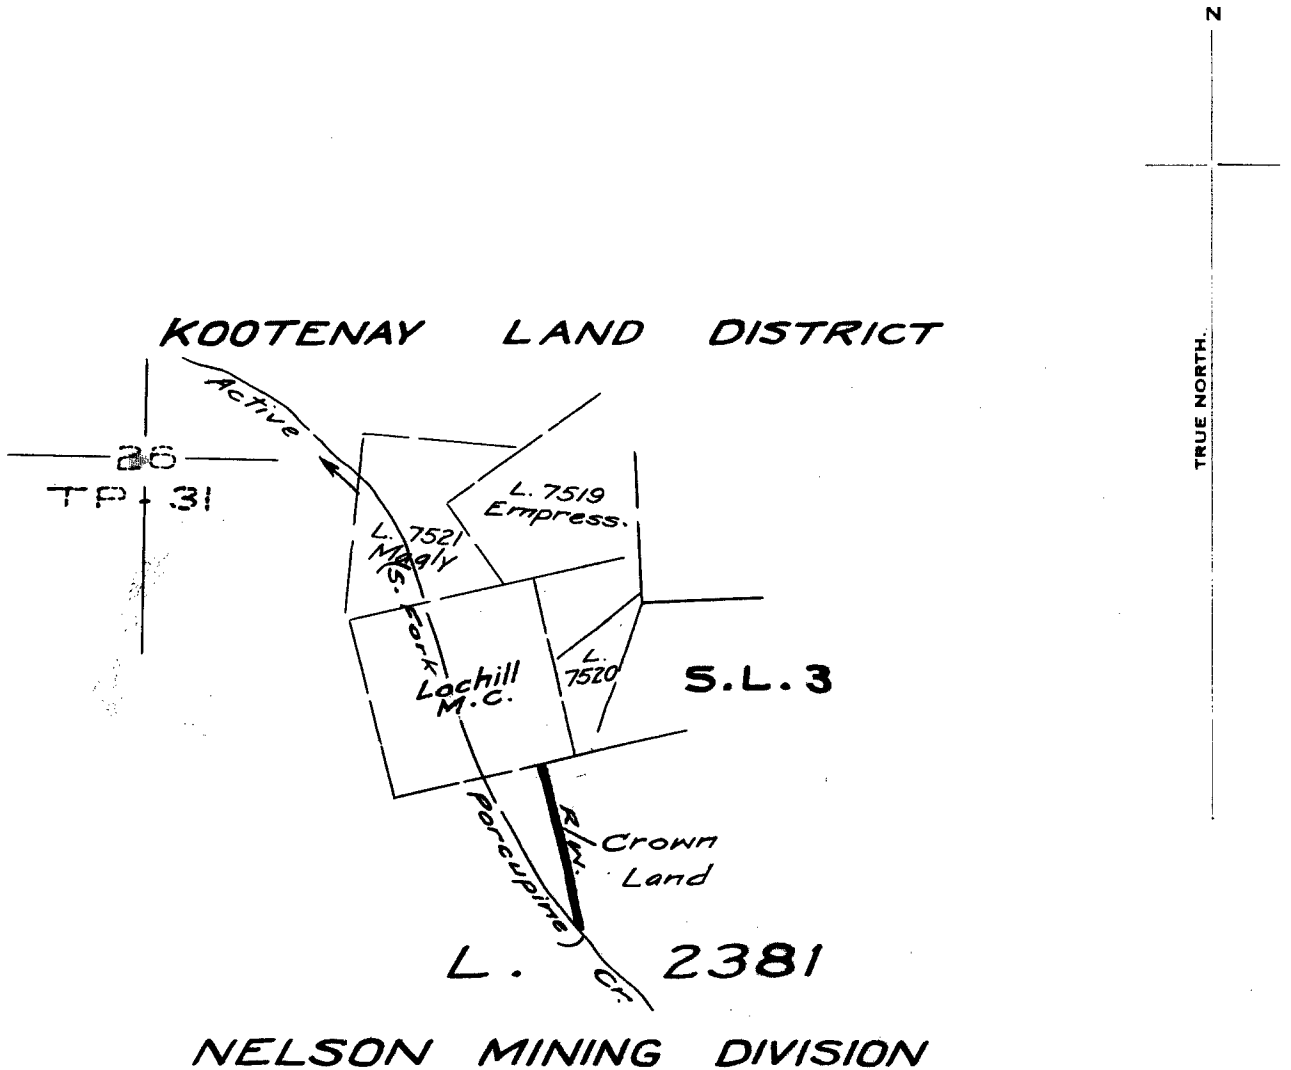 N
TRUE NORTH.
KOOTENAY LAND DISTRICT
Active
26
TP. 31
L. 7519
Empress.
L. 7521
Magly
(S. Fork
Lochill
M.C.
L.
7520
S.L.3
Porcupine)
R/W.
Crown
Land
L. 2381
Cr.
NELSON MINING DIVISION